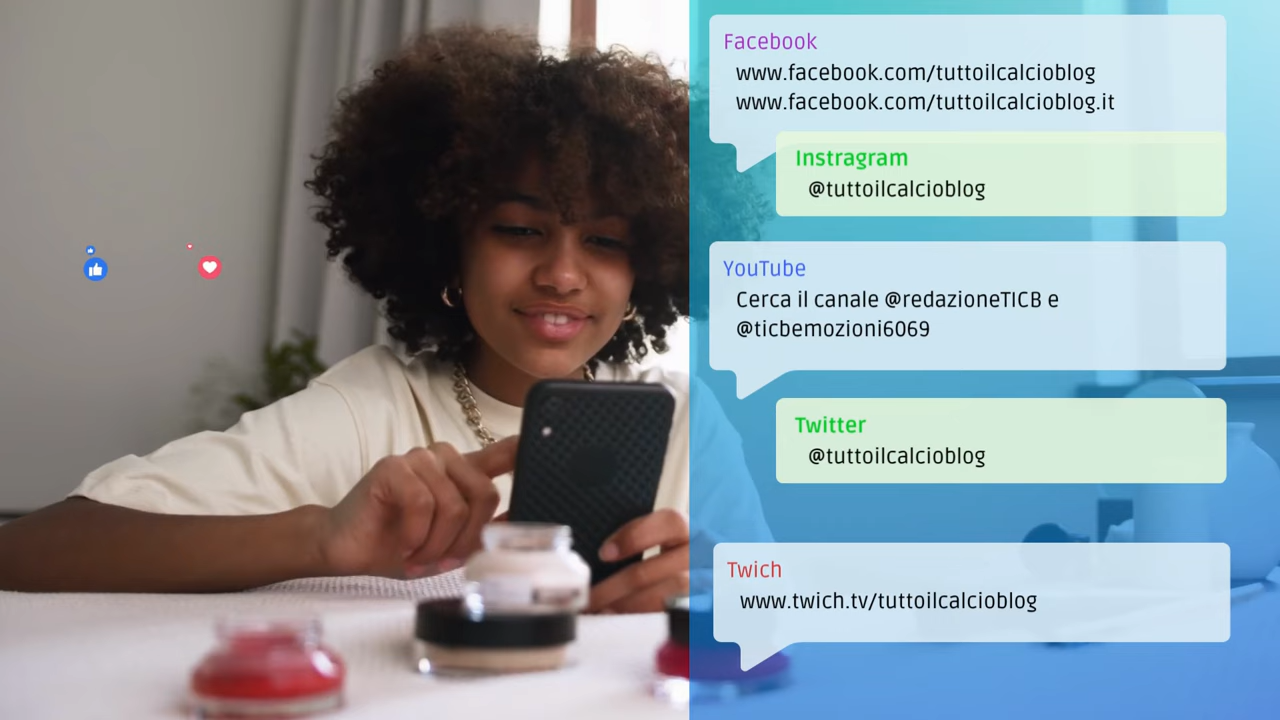 Facebook
www.facebook.com/tuttoilcalcioblog
www.facebook.com/tuttoilcalcioblog.it
Instragram
@tuttoilcalcioblog
YouTube
Cerca il canale @redazioneTICB e
@ticbemozioni6069
Twitter
@tuttoilcalcioblog
Twich
www.twich.tv/tuttoilcalcioblog